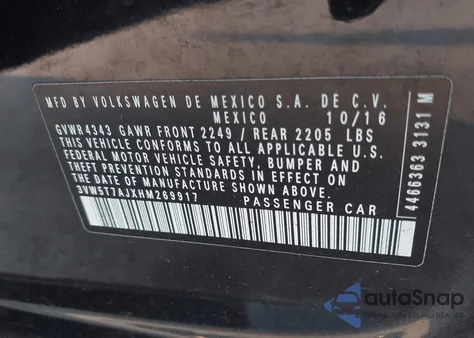 MFD BY VOLKSWAGEN DE MEXICO S.A. DE C.V.
MEXICO 10/16
GVWR 4343 GAWR FRONT 2249 / REAR 2205 LBS
THIS VEHICLE CONFORMS TO ALL APPLICABLE U.S.
FEDERAL MOTOR VEHICLE SAFETY, BUMPER AND
THEFT PREVENTION STANDARDS IN EFFECT ON
THE DATE OF MANUFACTURE SHOWN ABOVE.
3VW5T7AJXHM269917 PASSENGER CAR
4466363 3131 M
autoSnap